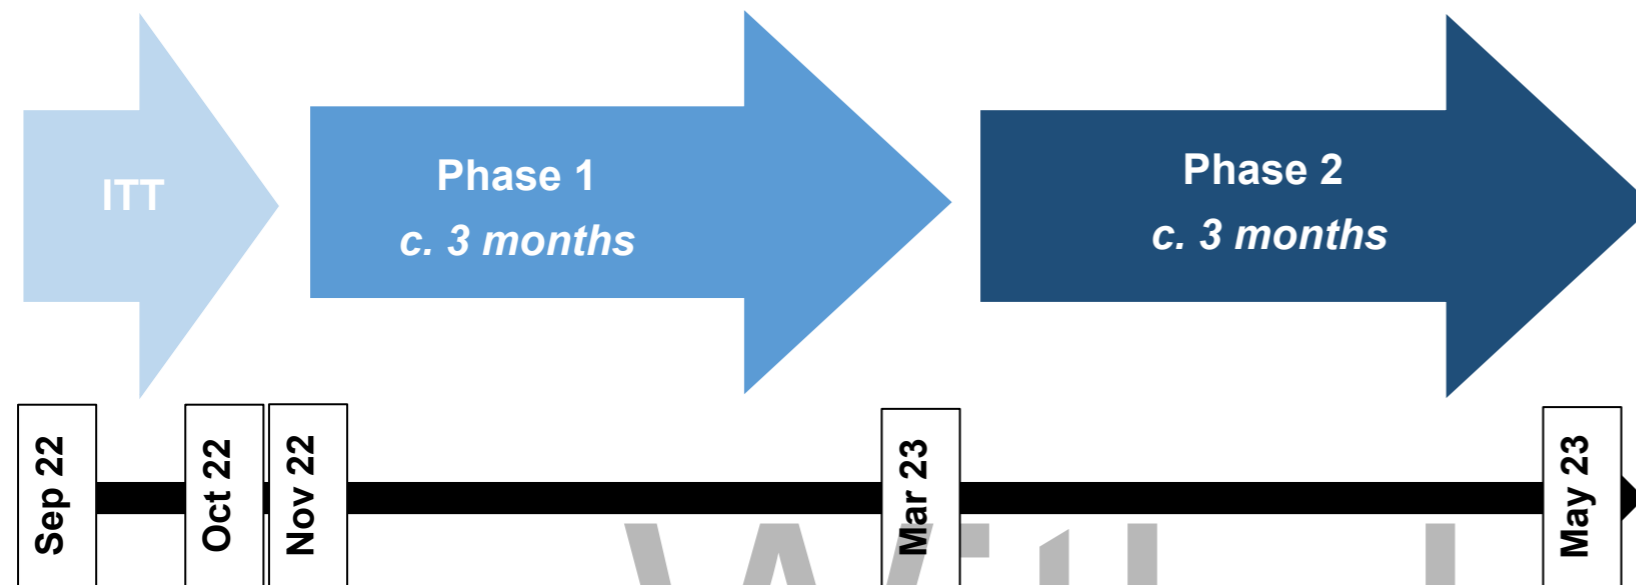 ITT
Phase 1
c. 3 months
Phase 2
c. 3 months
Sep 22
Oct 22
Nov 22
Mar 23
May 23